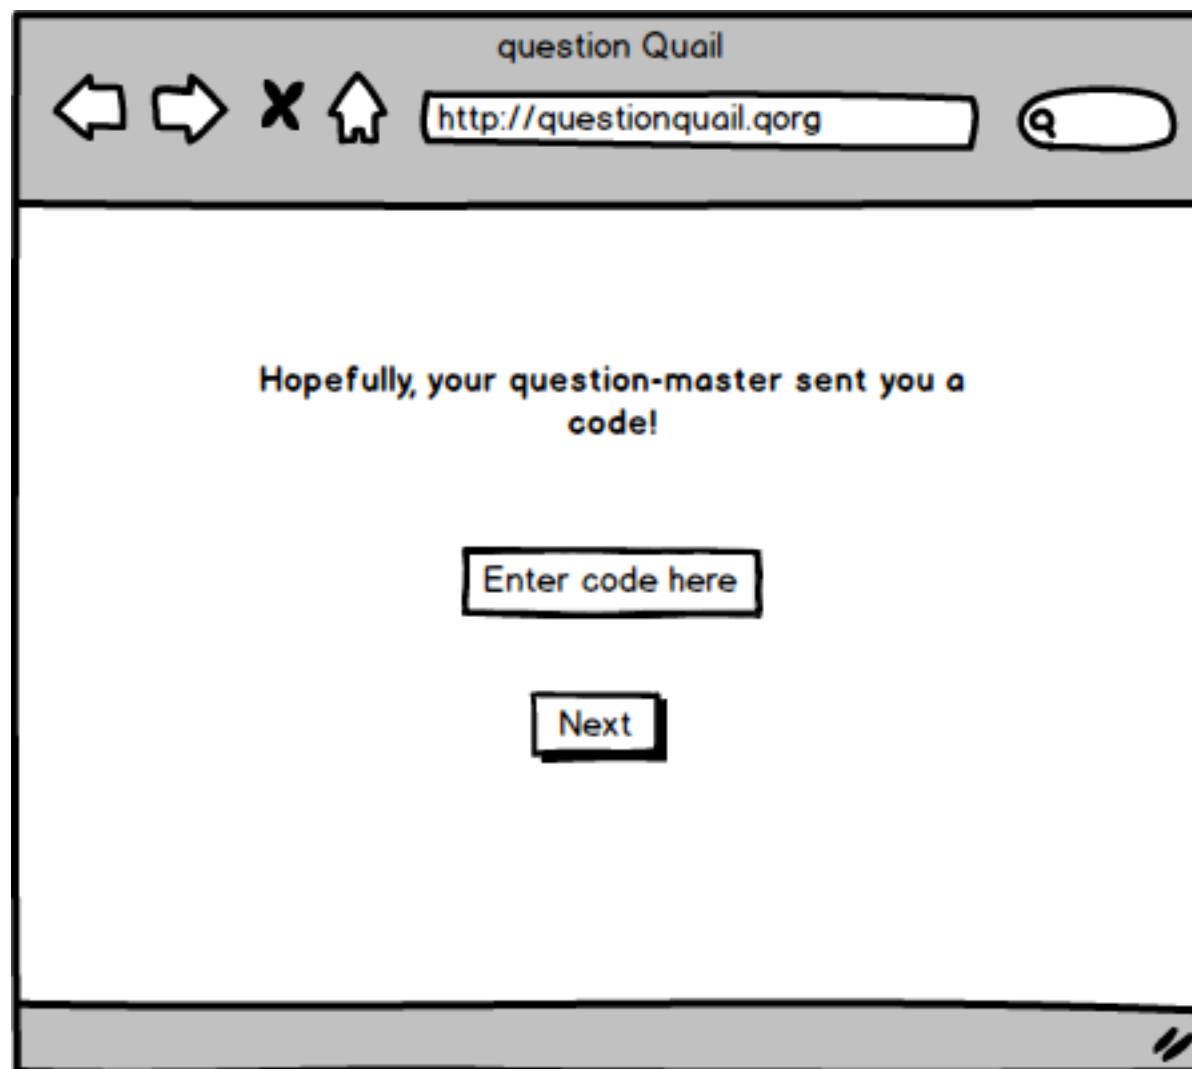 question Quail
http://questionquail.qorg
Hopefully, your question-master sent you a
code!
Enter code here
Next